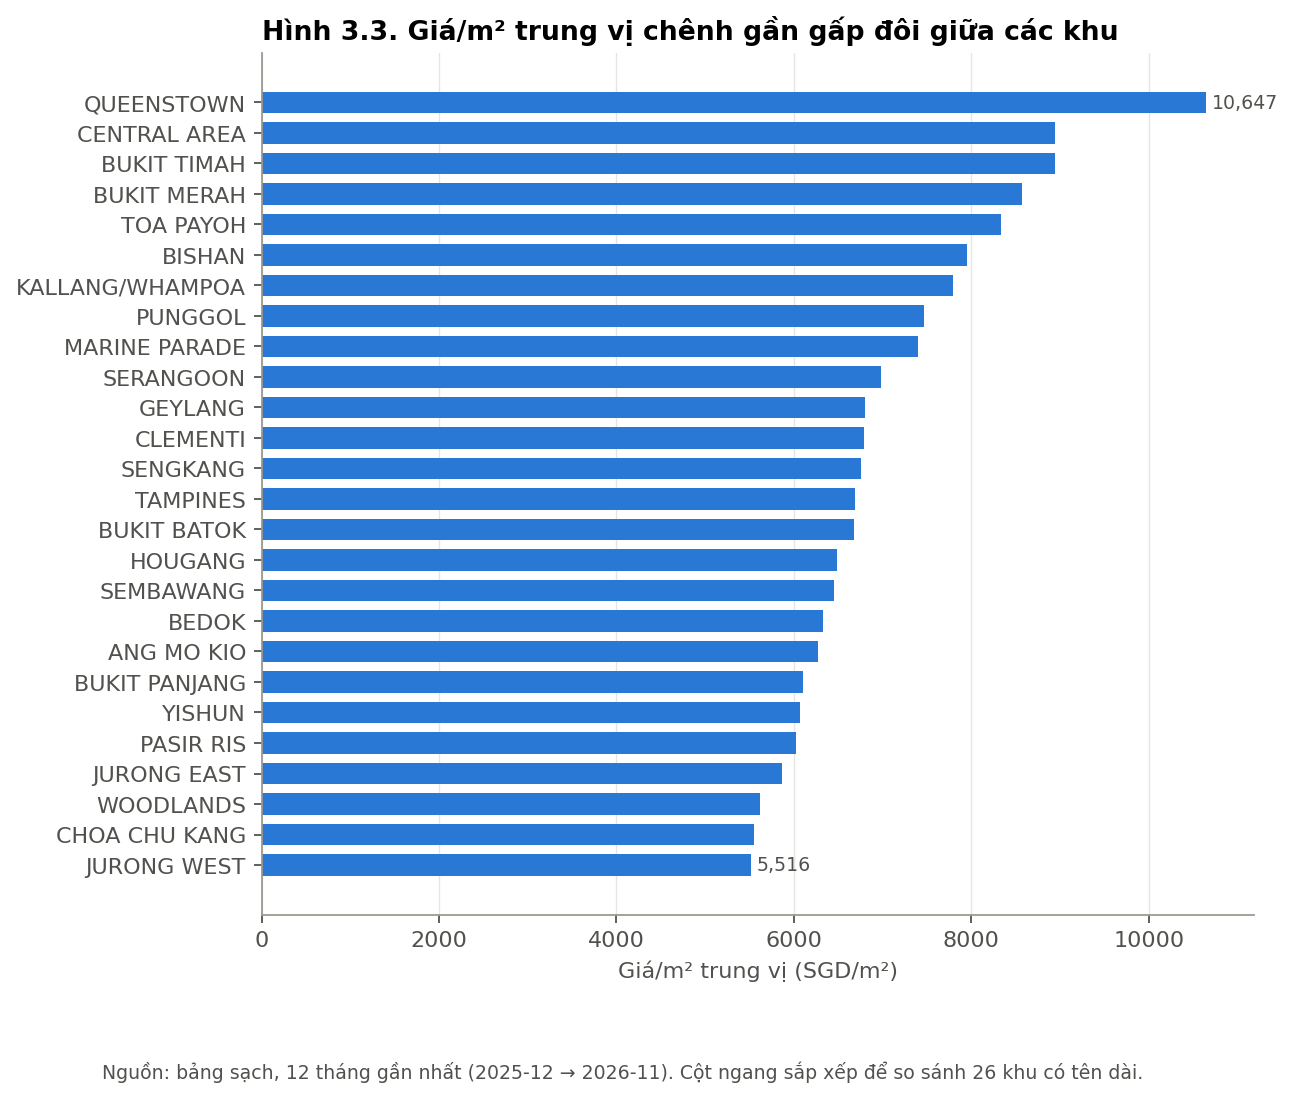 Hình 3.3. Giá/m² trung vị chênh gần gấp đôi giữa các khu
QUEENSTOWN 10,647
CENTRAL AREA
BUKIT TIMAH
BUKIT MERAH
TOA PAYOH
BISHAN
KALLANG/WHAMPOA
PUNGGOL
MARINE PARADE
SERANGOON
GEYLANG
CLEMENTI
SENGKANG
TAMPINES
BUKIT BATOK
HOUGANG
SEMBAWANG
BEDOK
ANG MO KIO
BUKIT PANJANG
YISHUN
PASIR RIS
JURONG EAST
WOODLANDS
CHOA CHU KANG
JURONG WEST 5,516
0 2000 4000 6000 8000 10000
Giá/m² trung vị (SGD/m²)
Nguồn: bảng sạch, 12 tháng gần nhất (2025-12 → 2026-11). Cột ngang sắp xếp để so sánh 26 khu có tên dài.